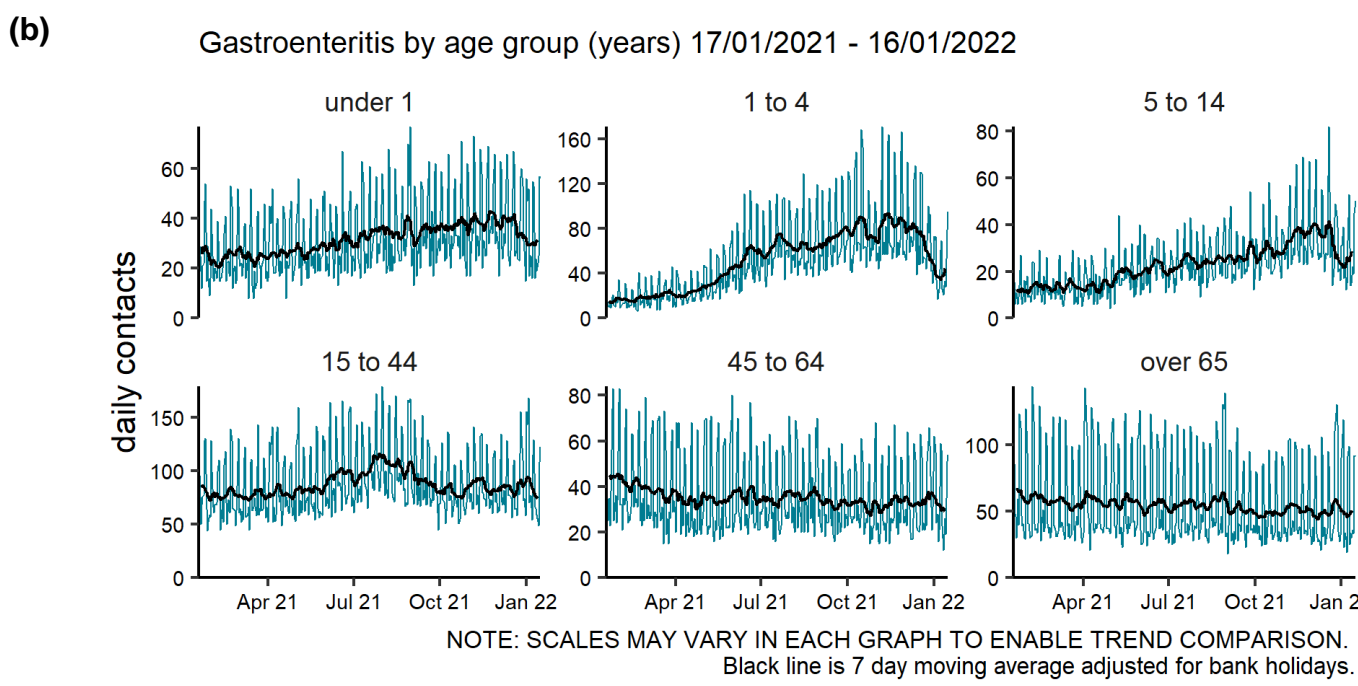 (b)
Gastroenteritis by age group (years) 17/01/2021 - 16/01/2022
daily contacts
under 1
60
40
20
0
1 to 4
160
120
80
40
0
5 to 14
80
60
40
20
0
15 to 44
150
100
50
0
Apr 21 Jul 21 Oct 21 Jan 22
45 to 64
80
60
40
20
0
Apr 21 Jul 21 Oct 21 Jan 22
over 65
100
50
0
Apr 21 Jul 21 Oct 21 Jan 2
NOTE: SCALES MAY VARY IN EACH GRAPH TO ENABLE TREND COMPARISON.
Black line is 7 day moving average adjusted for bank holidays.